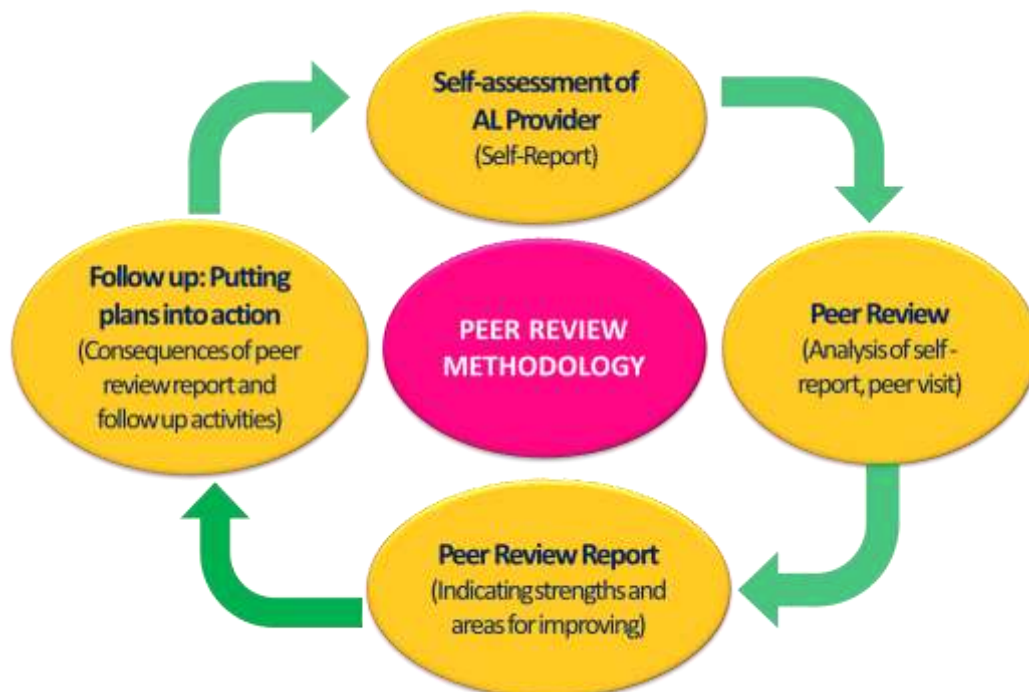 Self-assessment of
AL Provider
(Self-Report)
Peer Review
(Analysis of self -
report, peer visit)
Peer Review Report
(Indicating strengths and
areas for improving)
Follow up: Putting
plans into action
(Consequences of peer
review report and
follow up activities)
PEER REVIEW
METHODOLOGY